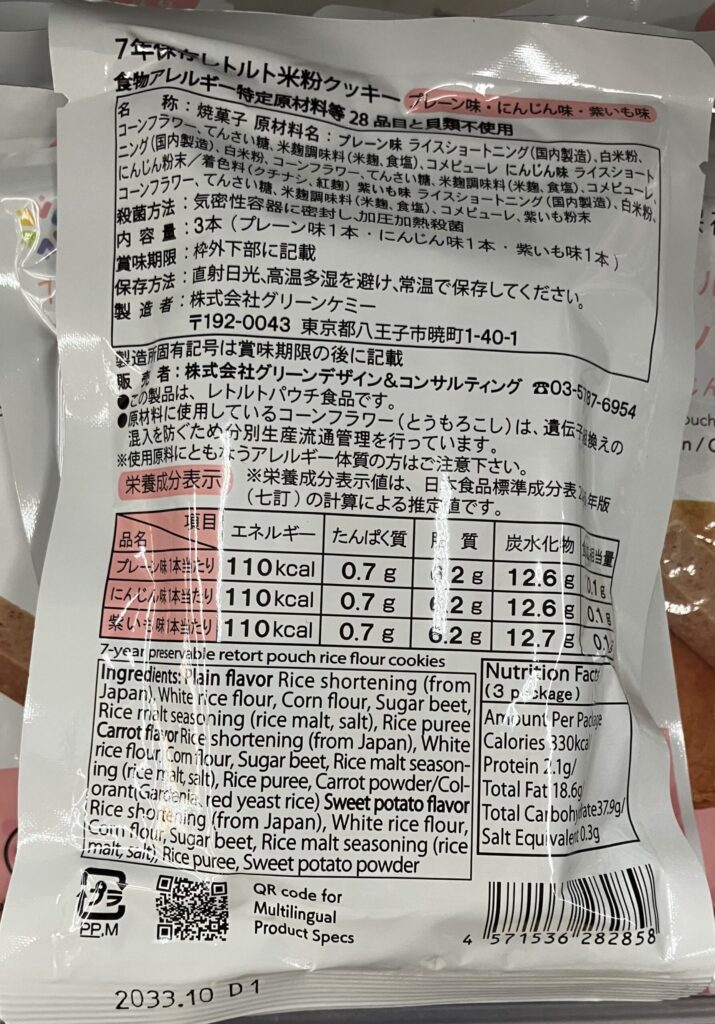 7年保存レトルト米粉クッキー プレーン味・にんじん味・紫いも味
食物アレルギー特定原材料等28品目と貝類不使用
名 称：焼菓子 原材料名：プレーン味 ライスショートニング(国内製造)、白米粉、
コーンフラワー、てんさい糖、米麹調味料(米麹、食塩)、コメピューレ にんじん味 ライスショート
ニング(国内製造)、白米粉、コーンフラワー、てんさい糖、米麹調味料(米麹、食塩)、コメピューレ、
にんじん粉末／着色料(クチナシ、紅麹) 紫いも味 ライスショートニング(国内製造)、白米粉、
コーンフラワー、てんさい糖、米麹調味料(米麹、食塩)、コメピューレ、紫いも粉末
殺菌方法：気密性容器に密封し、加圧加熱殺菌
内 容 量：3本（プレーン味1本・にんじん味1本・紫いも味1本）
賞味期限：枠外下部に記載
保存方法：直射日光、高温多湿を避け、常温で保存してください。
製 造 者：株式会社グリーンケミー
〒192-0043 東京都八王子市暁町1-40-1
製造所固有記号は賞味期限の後に記載
販 売 者：株式会社グリーンデザイン＆コンサルティング ☎03-5787-6954
●この製品は、レトルトパウチ食品です。
●原材料に使用しているコーンフラワー(とうもろこし)は、遺伝子組換えの
混入を防ぐため分別生産流通管理を行っています。
※使用原料にともなうアレルギー体質の方はご注意下さい。
栄養成分表示 ※栄養成分表示値は、日本食品標準成分表 年版
（七訂）の計算による推定値です。
項目 品名 エネルギー たんぱく質 脂 質 炭水化物 食塩相当量
プレーン味1本当たり 110kcal 0.7g 6.2g 12.6g 0.1g
にんじん味1本当たり 110kcal 0.7g 6.2g 12.6g 0.1g
紫いも味1本当たり 110kcal 0.7g 6.2g 12.7g 0.1g
7-year preservable retort pouch rice flour cookies
Ingredients: Plain flavor Rice shortening (from
Japan), White rice flour, Corn flour, Sugar beet,
Rice malt seasoning (rice malt, salt), Rice puree
Carrot flavor Rice shortening (from Japan), White
rice flour, Corn flour, Sugar beet, Rice malt season-
ing (rice malt, salt), Rice puree, Carrot powder/Col-
orant(Gardenia, red yeast rice) Sweet potato flavor
Rice shortening (from Japan), White rice flour,
Corn flour, Sugar beet, Rice malt seasoning (rice
malt, salt), Rice puree, Sweet potato powder
Nutrition Fact
(3 package)
Amount Per Package
Calories 330kcal
Protein 2.1g/
Total Fat 18.6g
Total Carbohydrate37.9g/
Salt Equivalent 0.3g
プラ
PP,M
QR code for
Multilingual
Product Specs
4 571536 282858
2033.10 D1